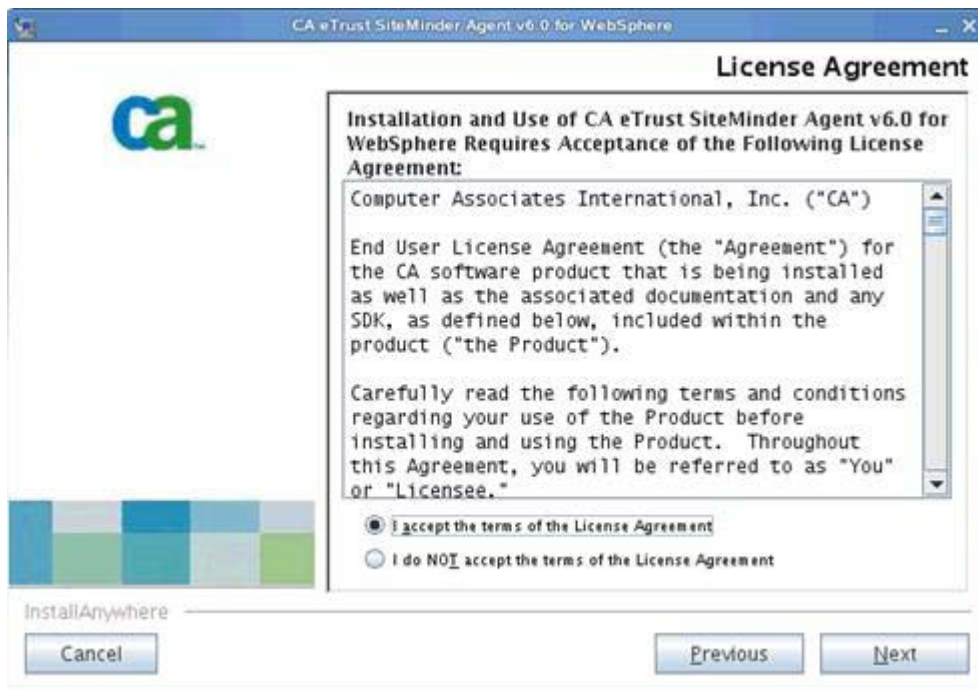 CA eTrust SiteMinder Agent v6.0 for WebSphere
License Agreement
ca
Installation and Use of CA eTrust SiteMinder Agent v6.0 for
WebSphere Requires Acceptance of the Following License
Agreement:
Computer Associates International, Inc. ("CA")
End User License Agreement (the "Agreement") for
the CA software product that is being installed
as well as the associated documentation and any
SDK, as defined below, included within the
product ("the Product").
Carefully read the following terms and conditions
regarding your use of the Product before
installing and using the Product.  Throughout
this Agreement, you will be referred to as "You"
or "Licensee."
I accept the terms of the License Agreement
I do NOT accept the terms of the License Agreement
InstallAnywhere
Cancel
Previous
Next